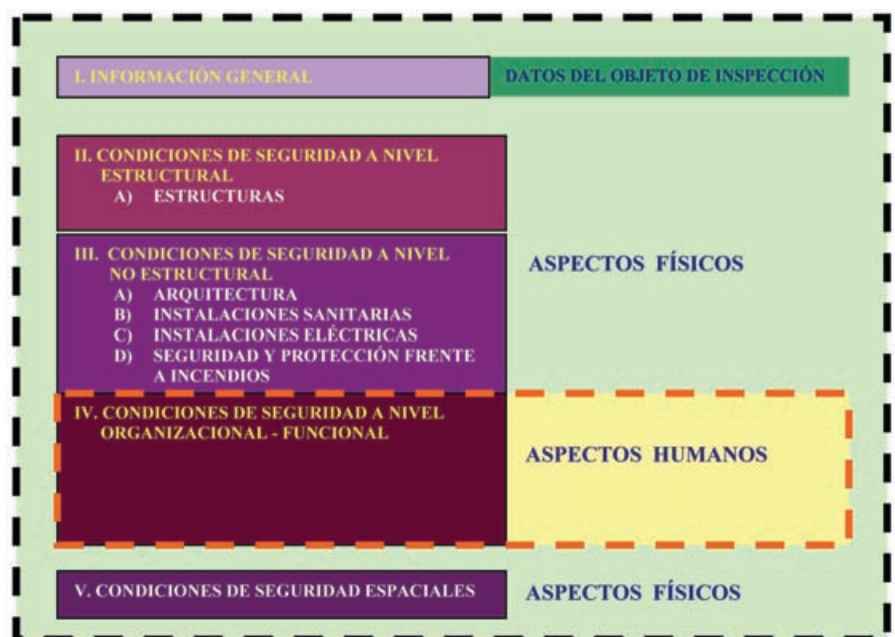 I. INFORMACIÓN GENERAL
DATOS DEL OBJETO DE INSPECCIÓN
II. CONDICIONES DE SEGURIDAD A NIVEL
ESTRUCTURAL
A) ESTRUCTURAS
III. CONDICIONES DE SEGURIDAD A NIVEL
NO ESTRUCTURAL
A) ARQUITECTURA
B) INSTALACIONES SANITARIAS
C) INSTALACIONES ELÉCTRICAS
D) SEGURIDAD Y PROTECCIÓN FRENTE
A INCENDIOS
ASPECTOS FÍSICOS
IV. CONDICIONES DE SEGURIDAD A NIVEL
ORGANIZACIONAL - FUNCIONAL
ASPECTOS HUMANOS
V. CONDICIONES DE SEGURIDAD ESPACIALES
ASPECTOS FÍSICOS